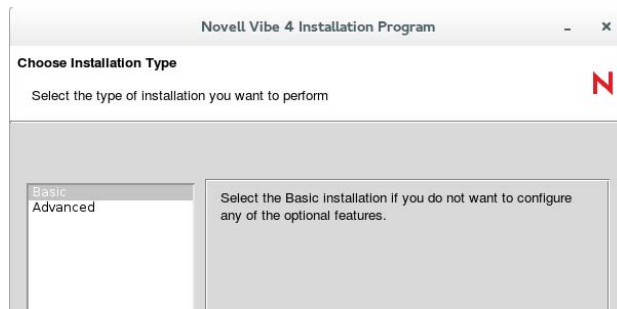 Novell Vibe 4 Installation Program
Choose Installation Type
Select the type of installation you want to perform
N
Basic
Advanced
Select the Basic installation if you do not want to configure
any of the optional features.